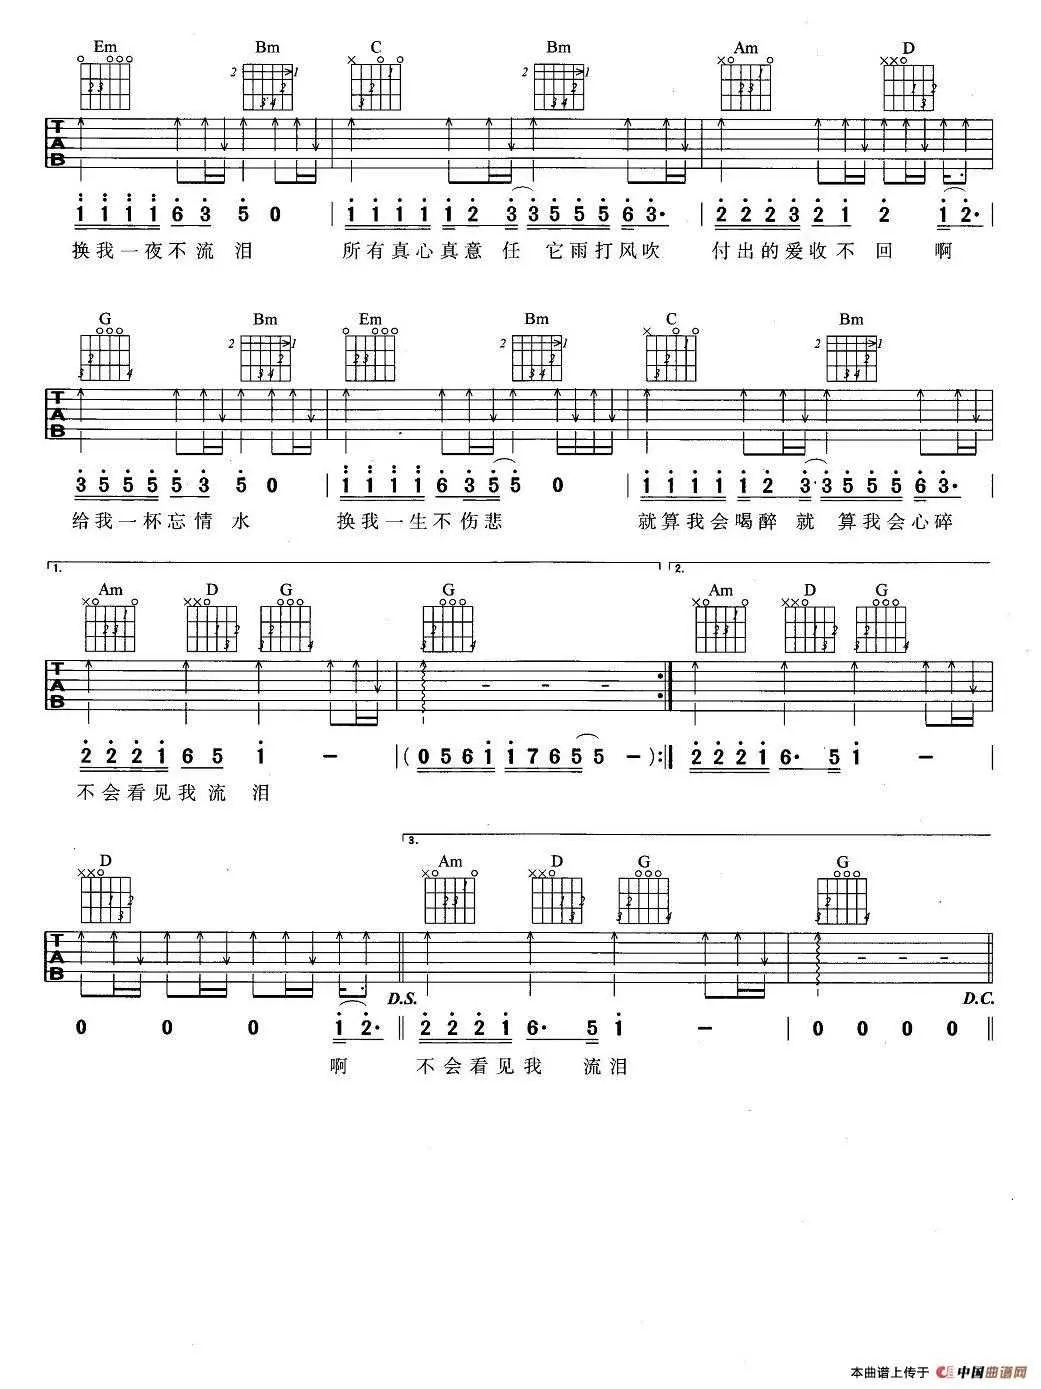 Em Bm C Bm Am D
1 1 1 1 6 3 5 0 | 1 1 1 1 1 2 3 3 5 5 5 6 3· | 2 2 2 3 2 1 2 1 2· |
换我一夜不流泪 所有真心真意任 它雨打风吹 付出的爱收不回 啊
G Bm Em Bm C Bm
3 5 5 5 5 3 5 0 | 1 1 1 1 6 3 5 5 0 | 1 1 1 1 1 2 3 3 5 5 5 6 3· |
给我一杯忘情水 换我一生不伤悲 就算我会喝醉就 算我会心碎
1. 2.
Am D G G Am D G
2 2 2 1 6 5 1 - | ( 0 5 6 1 1 7 6 5 5 - ) :| 2 2 2 1 6· 5 1 - |
不会看见我流泪
3.
D Am D G G
D.S. D.C.
0 0 0 1 2· || 2 2 2 1 6· 5 1 - | 0 0 0 0 ||
啊 不会看见我 流泪
本曲谱上传于 中国曲谱网